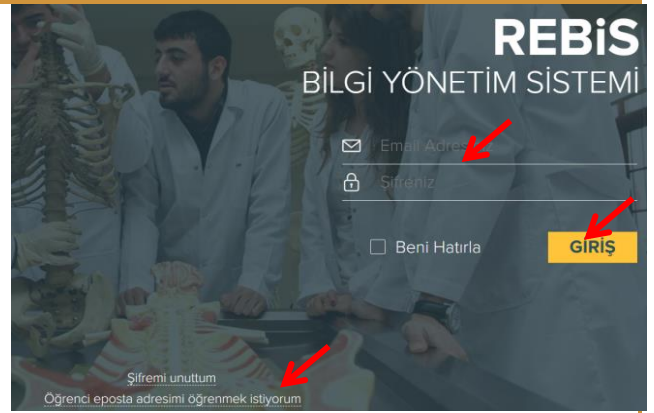 REBiS
BİLGİ YÖNETİM SİSTEMİ
Email Adresiniz
Şifreniz
Beni Hatırla
GİRİŞ
Şifremi unuttum
Öğrenci eposta adresimi öğrenmek istiyorum